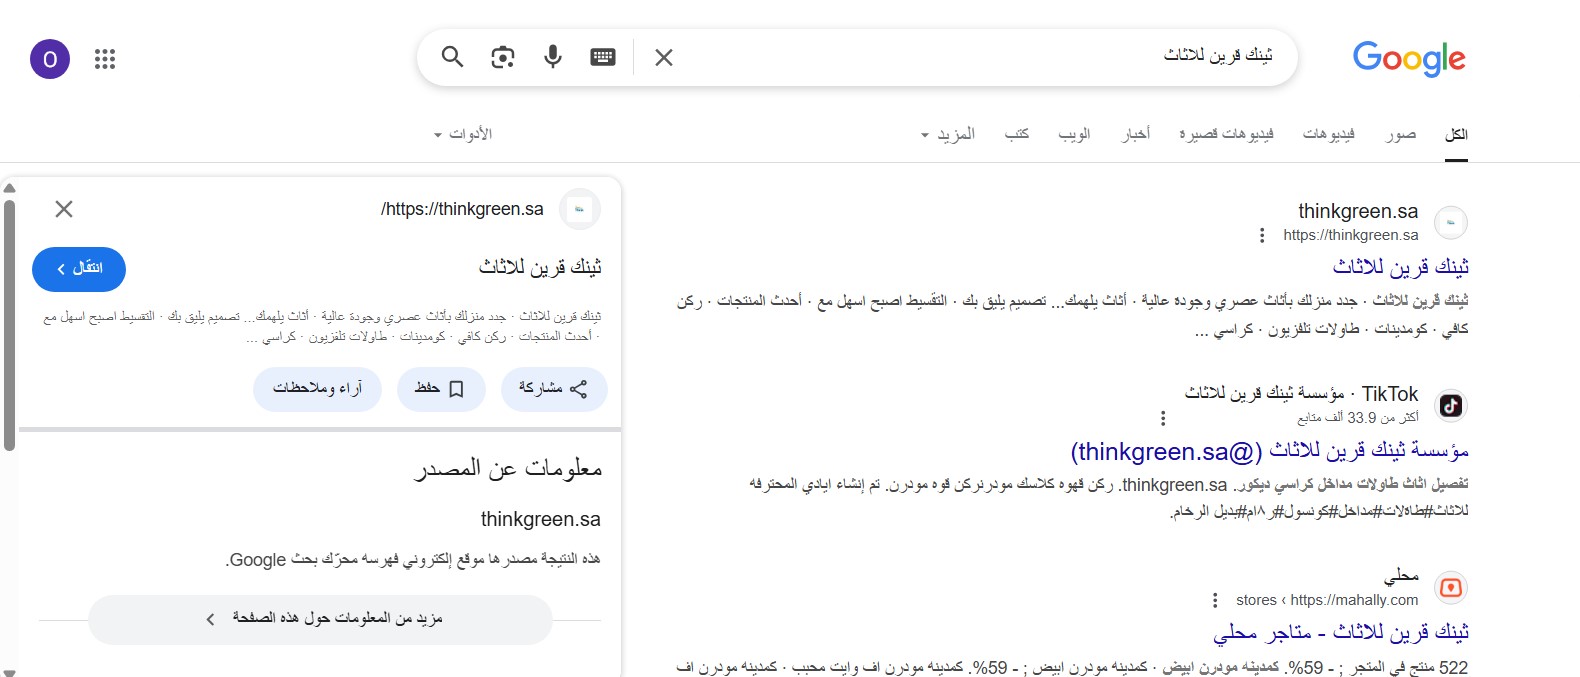 Google
ثينك قرين للاثاث
O
الكل
صور
فيديوهات
فيديوهات قصيرة
أخبار
الويب
كتب
المزيد
الأدوات
thinkgreen.sa
https://thinkgreen.sa
ثينك قرين للاثاث
ثينك قرين للاثاث · جدد منزلك بأثاث عصري وجودة عالية · أثاث يلهمك... تصميم يليق بك · التقسيط اصبح اسهل مع · أحدث المنتجات · ركن
كافي · كومدينات · طاولات تلفزيون · كراسي ...
TikTok · مؤسسة ثينك قرين للاثاث
أكثر من 33.9 ألف متابع
مؤسسة ثينك قرين للاثاث (@thinkgreen.sa)
تفصيل اثاث طاولات مداخل كراسي ديكور. thinkgreen.sa. ركن قهوه كلاسك مودرنركن قوه مودرن. تم إنشاء ايادي المحترفه
للاثاث#طاةلات#مداخل#كونسول#ر٨ام#بديل الرخام.
محلي
https://mahally.com › stores
ثينك قرين للاثاث - متاجر محلي
522 منتج في المتجر ; - 59%. كمدينه مودرن ابيض · كمدينه مودرن ابيض ; - 59%. كمدينه مودرن اف وايت محبب · كمدينه مودرن اف
https://thinkgreen.sa/
ثينك قرين للاثاث
انتقال
ثينك قرين للاثاث · جدد منزلك بأثاث عصري وجودة عالية · أثاث يلهمك... تصميم يليق بك · التقسيط اصبح اسهل مع
· أحدث المنتجات · ركن كافي · كومدينات · طاولات تلفزيون · كراسي ...
مشاركة
حفظ
آراء وملاحظات
معلومات عن المصدر
thinkgreen.sa
هذه النتيجة مصدرها موقع إلكتروني فهرسه محرّك بحث Google.
مزيد من المعلومات حول هذه الصفحة